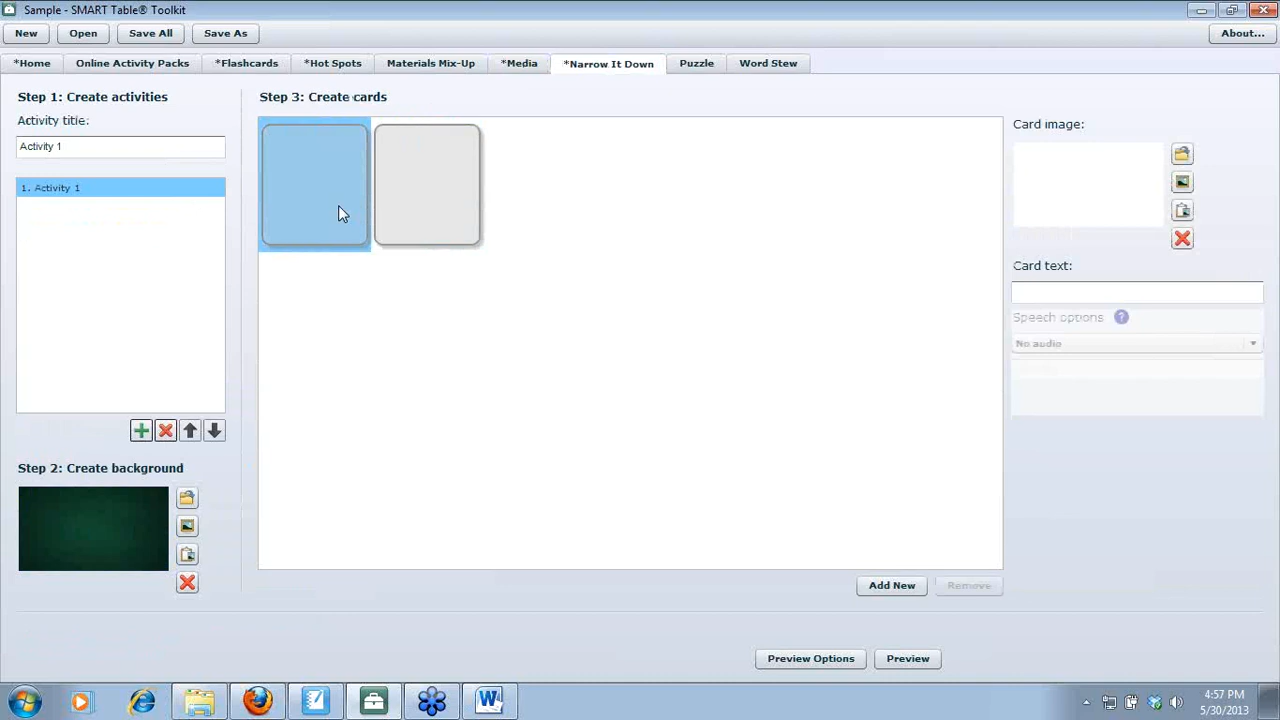 Sample - SMART Table® Toolkit
New Open Save All Save As About...
*Home Online Activity Packs *Flashcards *Hot Spots Materials Mix-Up *Media *Narrow It Down Puzzle Word Stew
Step 1: Create activities
Activity title:
Activity 1
1. Activity 1
Step 2: Create background
Step 3: Create cards
Card image:
Card text:
Speech options ?
No audio
Add New Remove
Preview Options Preview
4:57 PM
5/30/2013